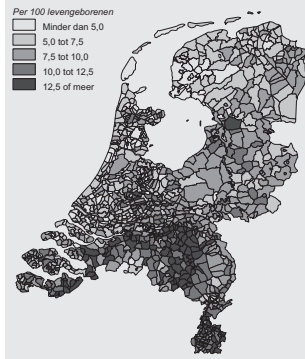 Per 100 levengeborenen
Minder dan 5,0
5,0 tot 7,5
7,5 tot 10,0
10,0 tot 12,5
12,5 of meer